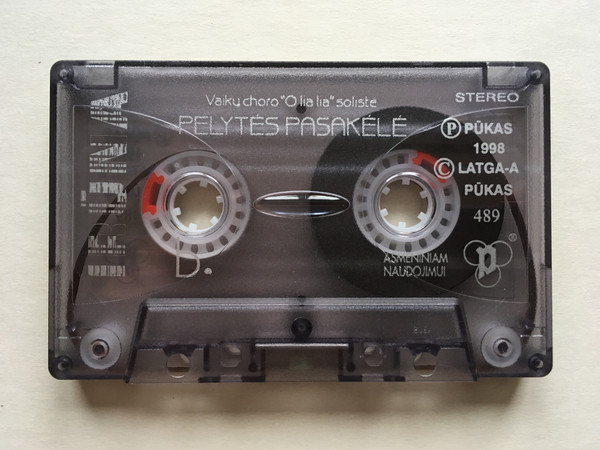 Vaikų choro "O lia lia" solistė
PELYTĖS PASAKĖLĖ
STEREO
Ⓟ PŪKAS
1998
© LATGA-A
PŪKAS
489
B.
ASMENINIAM
NAUDOJIMUI
P ®